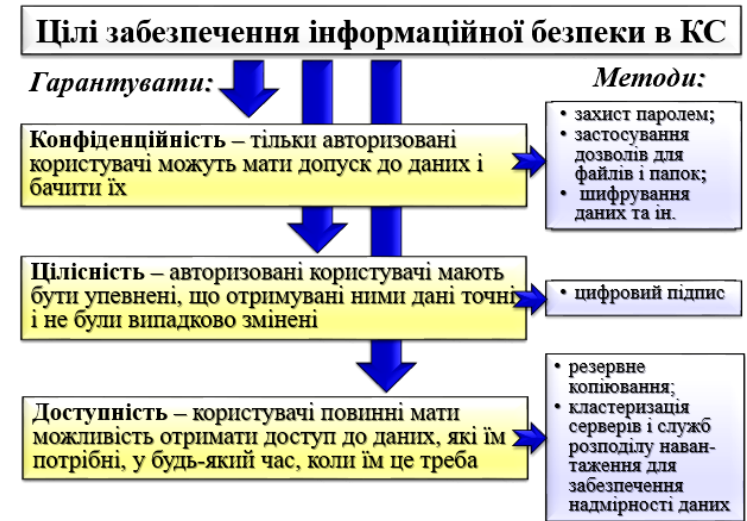 Цілі забезпечення інформаційної безпеки в КС
Гарантувати:
Методи:
Конфіденційність – тільки авторизовані
користувачі можуть мати допуск до даних і
бачити їх
• захист паролем;
• застосування
дозволів для
файлів і папок;
• шифрування
даних та ін.
Цілісність – авторизовані користувачі мають
бути упевнені, що отримувані ними дані точні
і не були випадково змінені
• цифровий підпис
Доступність – користувачі повинні мати
можливість отримати доступ до даних, які їм
потрібні, у будь-який час, коли їм це треба
• резервне
копіювання;
• кластеризація
серверів і служб
розподілу наван-
таження для
забезпечення
надмірності даних